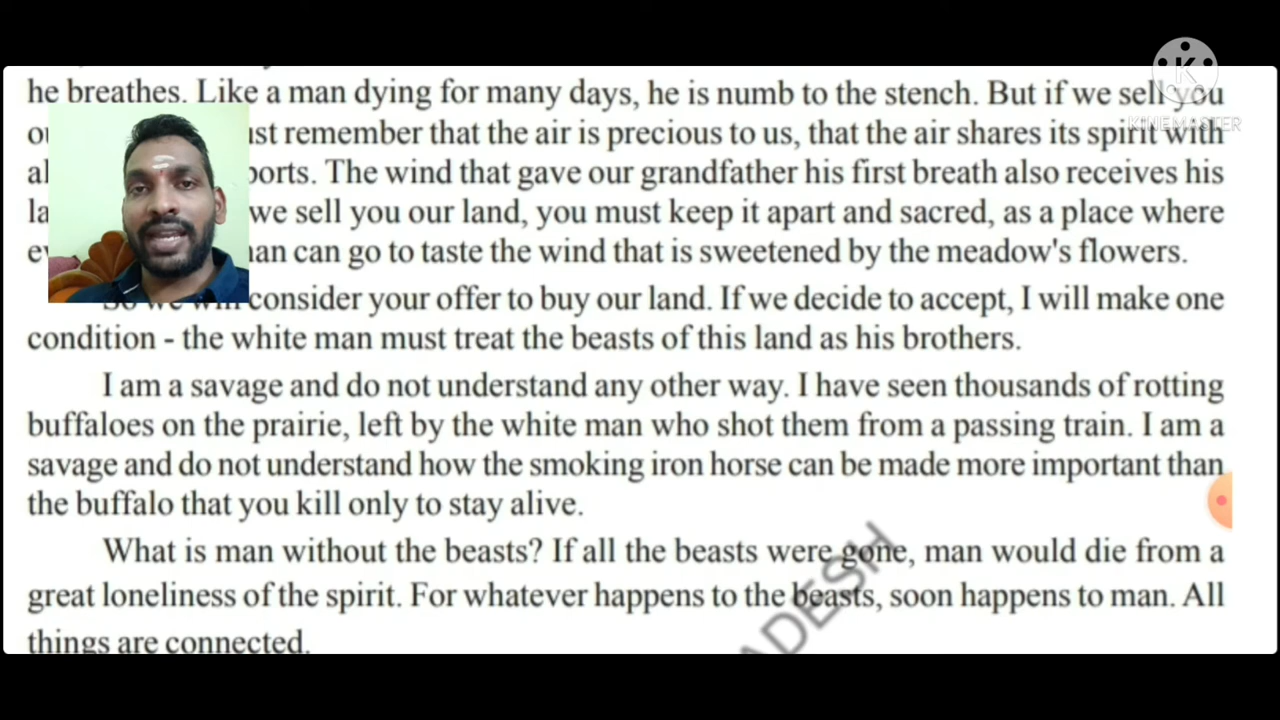 he breathes. Like a man dying for many days, he is numb to the stench. But if we sell you
KINEMASTER
remember that the air is precious to us, that the air shares its spirit with
The wind that gave our grandfather his first breath also receives his
we sell you our land, you must keep it apart and sacred, as a place where
can go to taste the wind that is sweetened by the meadow's flowers.
So we will consider your offer to buy our land. If we decide to accept, I will make one
condition - the white man must treat the beasts of this land as his brothers.
I am a savage and do not understand any other way. I have seen thousands of rotting
buffaloes on the prairie, left by the white man who shot them from a passing train. I am a
savage and do not understand how the smoking iron horse can be made more important than
the buffalo that you kill only to stay alive.
What is man without the beasts? If all the beasts were gone, man would die from a
great loneliness of the spirit. For whatever happens to the beasts, soon happens to man. All
things are connected.
ADESH